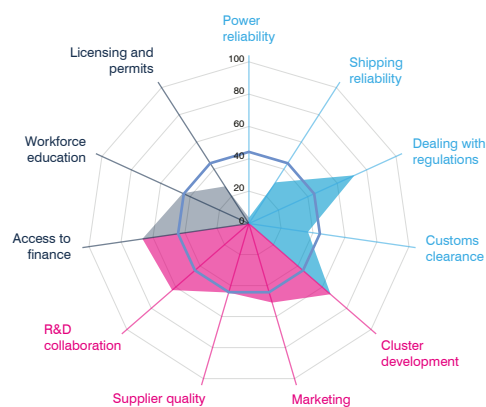 Power
reliability
Licensing and
permits
Shipping
reliability
100
80
60
40
20
0
Workforce
education
Dealing with
regulations
Access to
finance
Customs
clearance
R&D
collaboration
Cluster
development
Supplier quality
Marketing